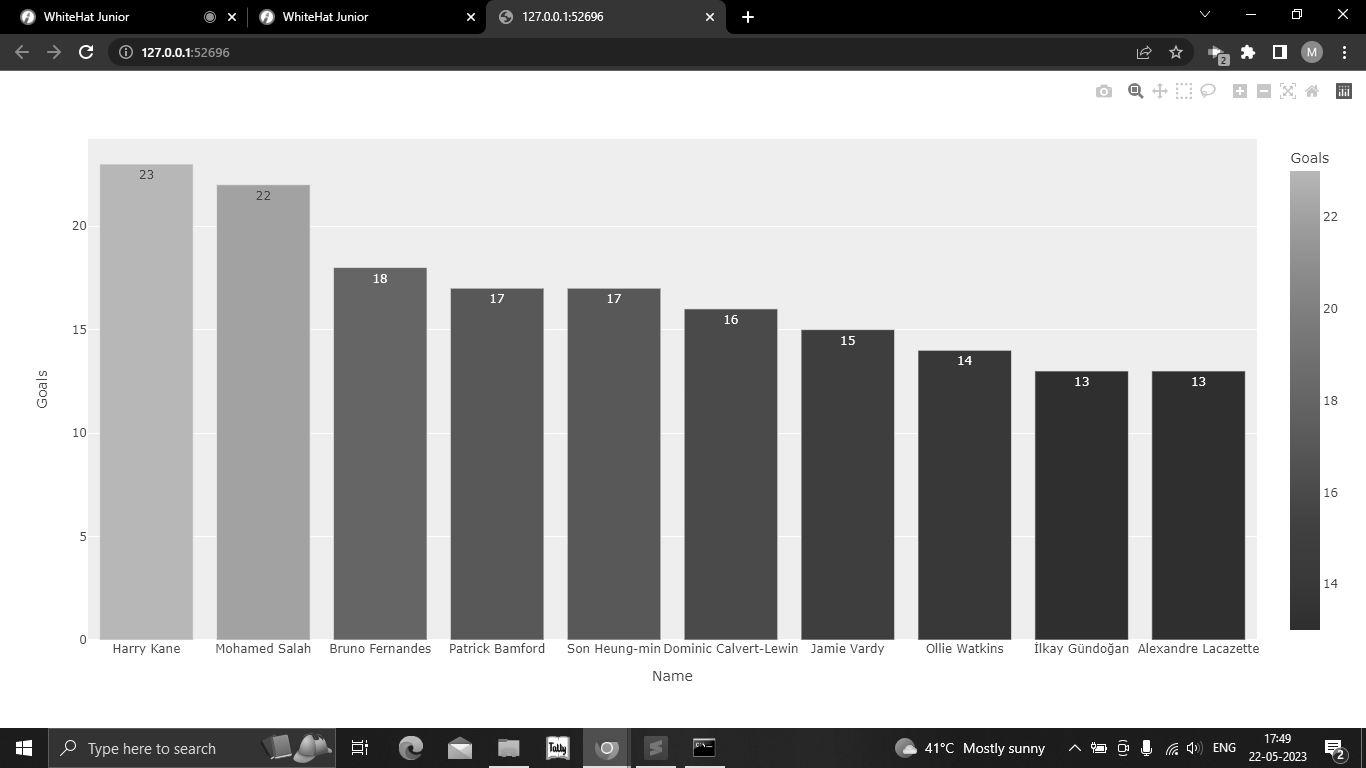 WhiteHat Junior
WhiteHat Junior
127.0.0.1:52696
127.0.0.1:52696
M
2
Goals
23
22
18
17
17
16
15
14
13
13
20
15
10
5
0
Goals
22
20
18
16
14
Harry Kane
Mohamed Salah
Bruno Fernandes
Patrick Bamford
Son Heung-min
Dominic Calvert-Lewin
Jamie Vardy
Ollie Watkins
İlkay Gündoğan
Alexandre Lacazette
Name
Type here to search
Tally
41°C Mostly sunny
ENG
17:49
22-05-2023
2